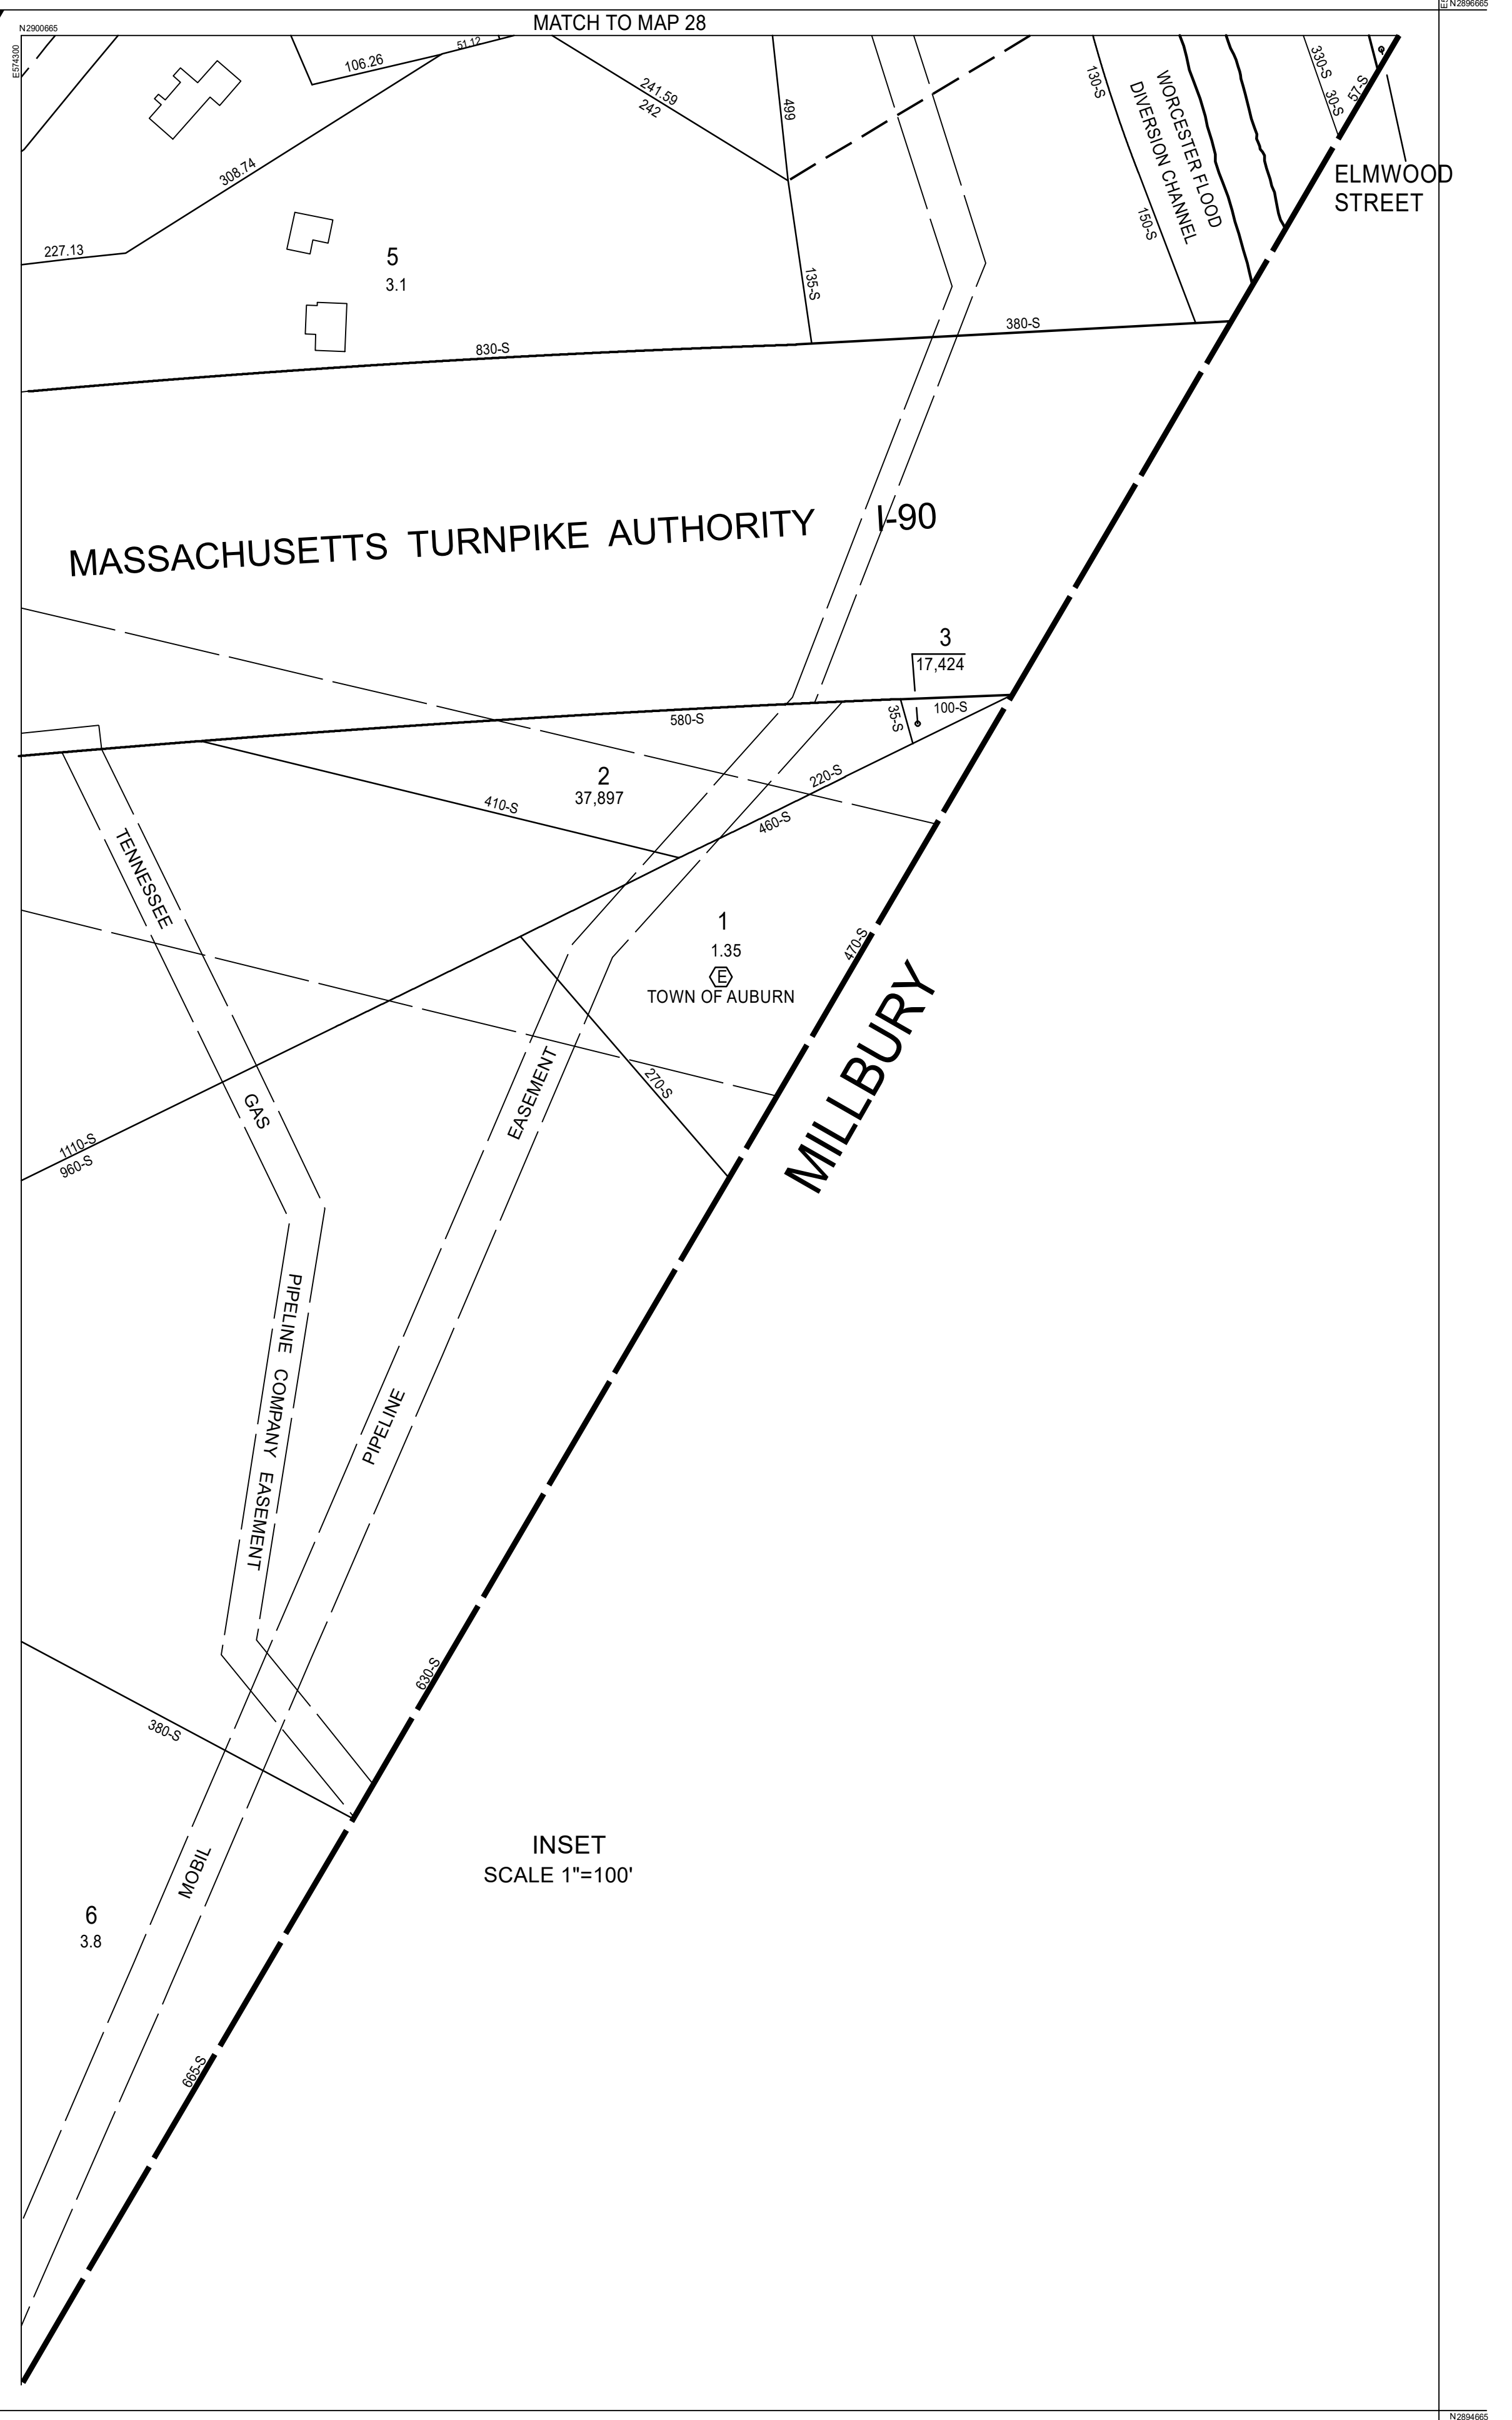 N2896665
N2900665
MATCH TO MAP 28
E574300
51.12
106.26
241.59
242
499
130-S
WORCESTER FLOOD
DIVERSION CHANNEL
330-S
30-S
57-S
ELMWOOD
STREET
308.74
227.13
5
3.1
135-S
150-S
380-S
830-S
MASSACHUSETTS TURNPIKE AUTHORITY I-90
3
17,424
35-S
100-S
580-S
2
37,897
220-S
410-S
460-S
TENNESSEE
GAS
PIPELINE COMPANY EASEMENT
1
1.35
E
TOWN OF AUBURN
470-S
MILLBURY
270-S
1110-S
960-S
MOBIL
PIPELINE
EASEMENT
630-S
380-S
INSET
SCALE 1"=100'
6
3.8
665-S
N2894665